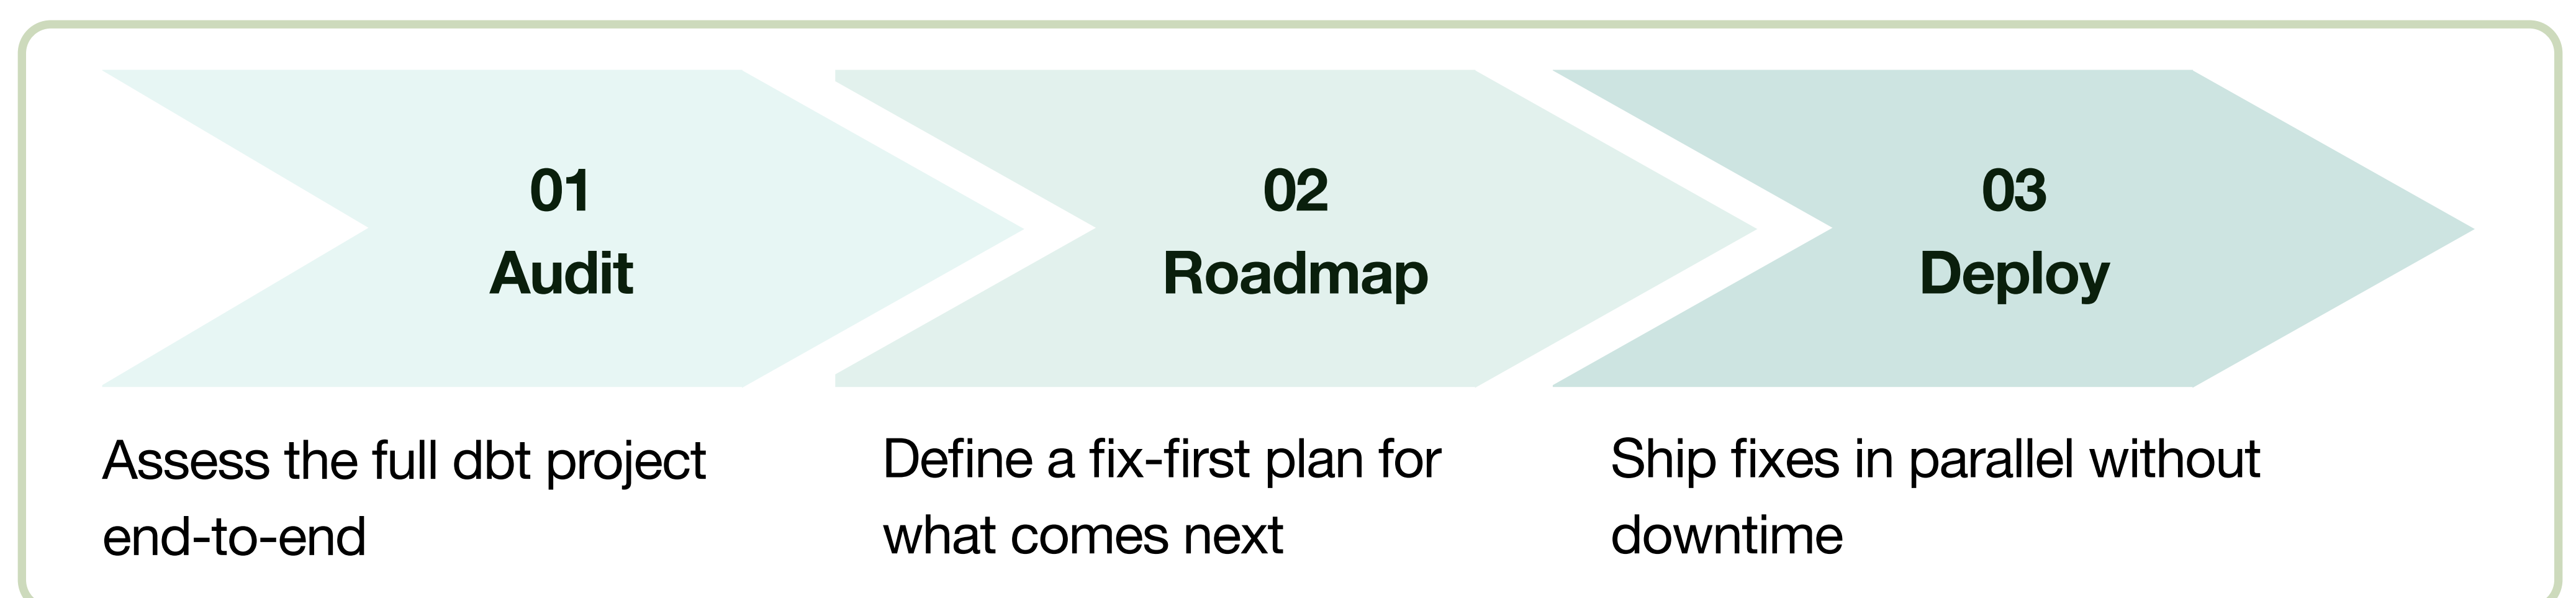 01
Audit
Assess the full dbt project
end-to-end
02
Roadmap
Define a fix-first plan for
what comes next
03
Deploy
Ship fixes in parallel without
downtime